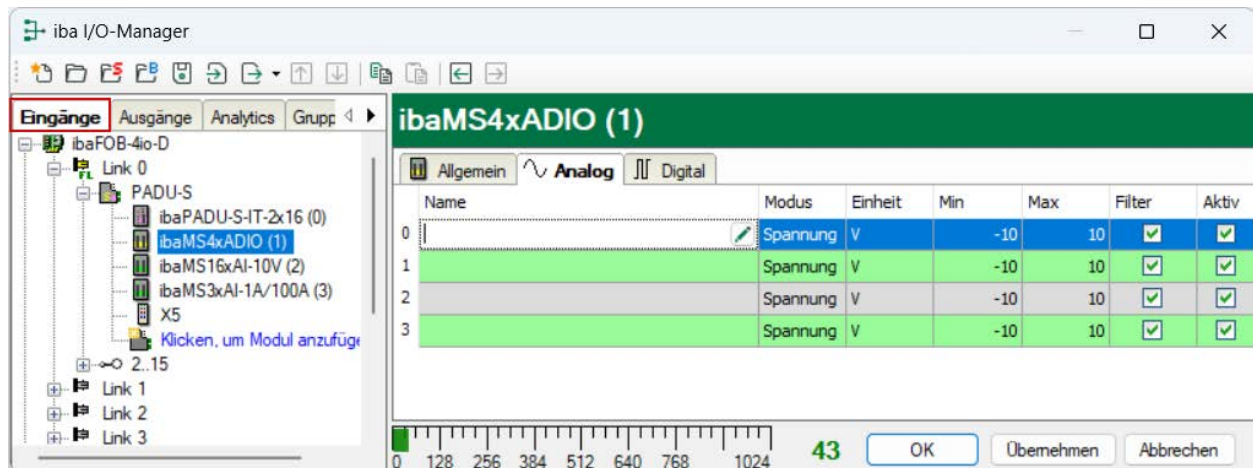 iba I/O-Manager
Eingänge Ausgänge Analytics Grupp
ibaFOB-4io-D
Link 0
PADU-S
ibaPADU-S-IT-2x16 (0)
ibaMS4xADIO (1)
ibaMS16xAI-10V (2)
ibaMS3xAI-1A/100A (3)
X5
Klicken, um Modul anzufüge
2..15
Link 1
Link 2
Link 3
ibaMS4xADIO (1)
Allgemein Analog Digital
Name Modus Einheit Min Max Filter Aktiv
0 Spannung V -10 10
1 Spannung V -10 10
2 Spannung V -10 10
3 Spannung V -10 10
0 128 256 384 512 640 768 1024
43 OK Übernehmen Abbrechen